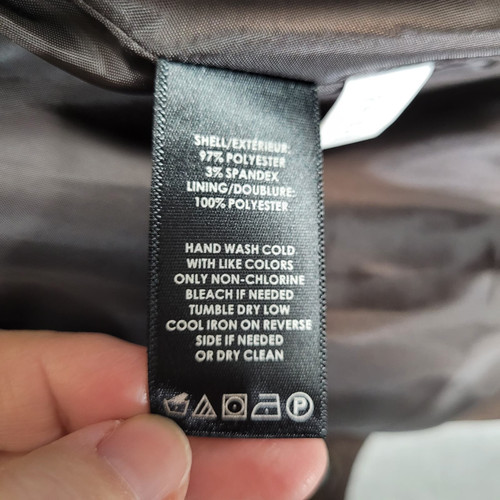 SHELL/EXTÉRIEUR:
97% POLYESTER
3% SPANDEX
LINING/DOUBLURE:
100% POLYESTER
HAND WASH COLD
WITH LIKE COLORS
ONLY NON-CHLORINE
BLEACH IF NEEDED
TUMBLE DRY LOW
COOL IRON ON REVERSE
SIDE IF NEEDED
OR DRY CLEAN
P